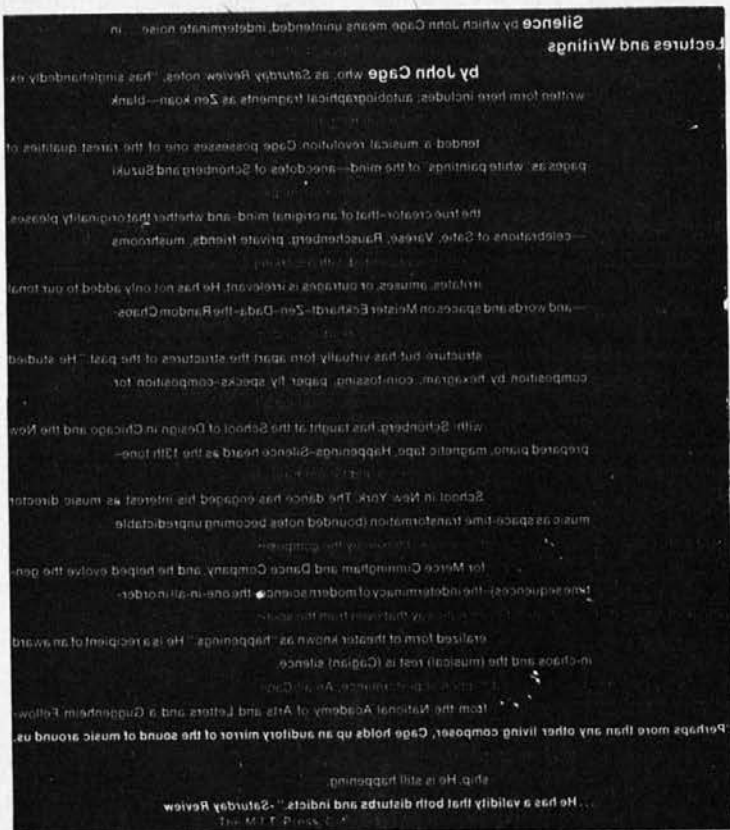 Silence by which John Cage means unintended, indeterminate noise ... in
Lectures and Writings
by John Cage who, as Saturday Review notes, "has singlehandedly ex-
written form here includes: autobiographical fragments as Zen koan—blank
tended a musical revolution. Cage possesses one of the rarest qualities of
pages as "white paintings" of the mind—anecdotes of Schönberg and Suzuki
the true creator–that of an original mind–and whether that originality pleases,
—celebrations of Satie, Varèse, Rauschenberg, private friends, mushrooms
irritates, amuses, or outrages is irrelevant. He has not only added to our tonal
—and words and spaces on Meister Eckhardt–Zen–Dada–the Random Chaos-
structure but has virtually torn apart the structures of the past." He studied
composition by hexagram, coin-tossing, paper fly specks–composition for
with Schönberg, has taught at the School of Design in Chicago and the New
prepared piano, magnetic tape, Happenings–Silence heard as the 13th tone–
School in New York. The dance has engaged his interest as music director
music as space-time transformation (bounded notes becoming unpredictable
for Merce Cunningham and Dance Company, and he helped evolve the gen-
time sequences)–the indeterminacy of modern science, the one-in-all in order-
eralized form of theater known as "happenings." He is a recipient of an award
in-chaos and the (musical) rest is (Cagian) silence.
from the National Academy of Arts and Letters and a Guggenheim Fellow-
"Perhaps more than any other living composer, Cage holds up an auditory mirror of the sound of music around us.
ship. He is still happening.
... He has a validity that both disturbs and indicts." -Saturday Review